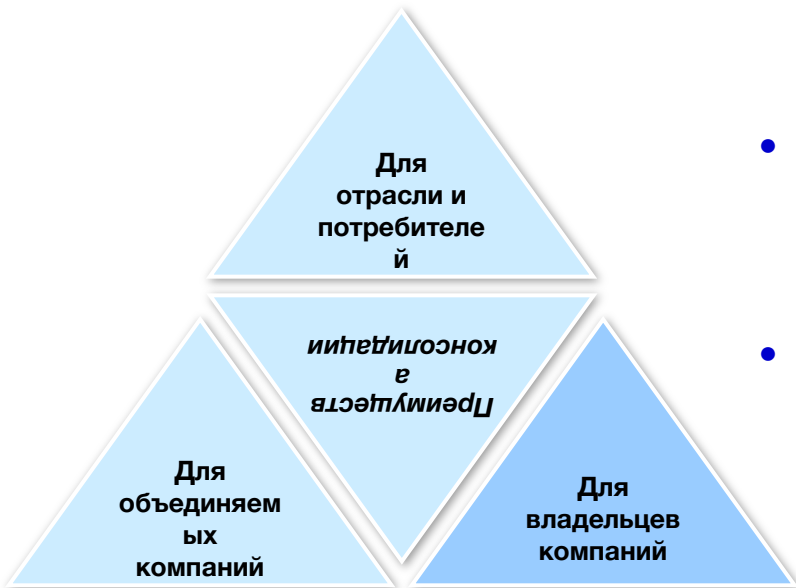 Для
отрасли и
потребителе
й
Преимуществ
а
консолидации
Для
объединяем
ых
компаний
Для
владельцев
компаний